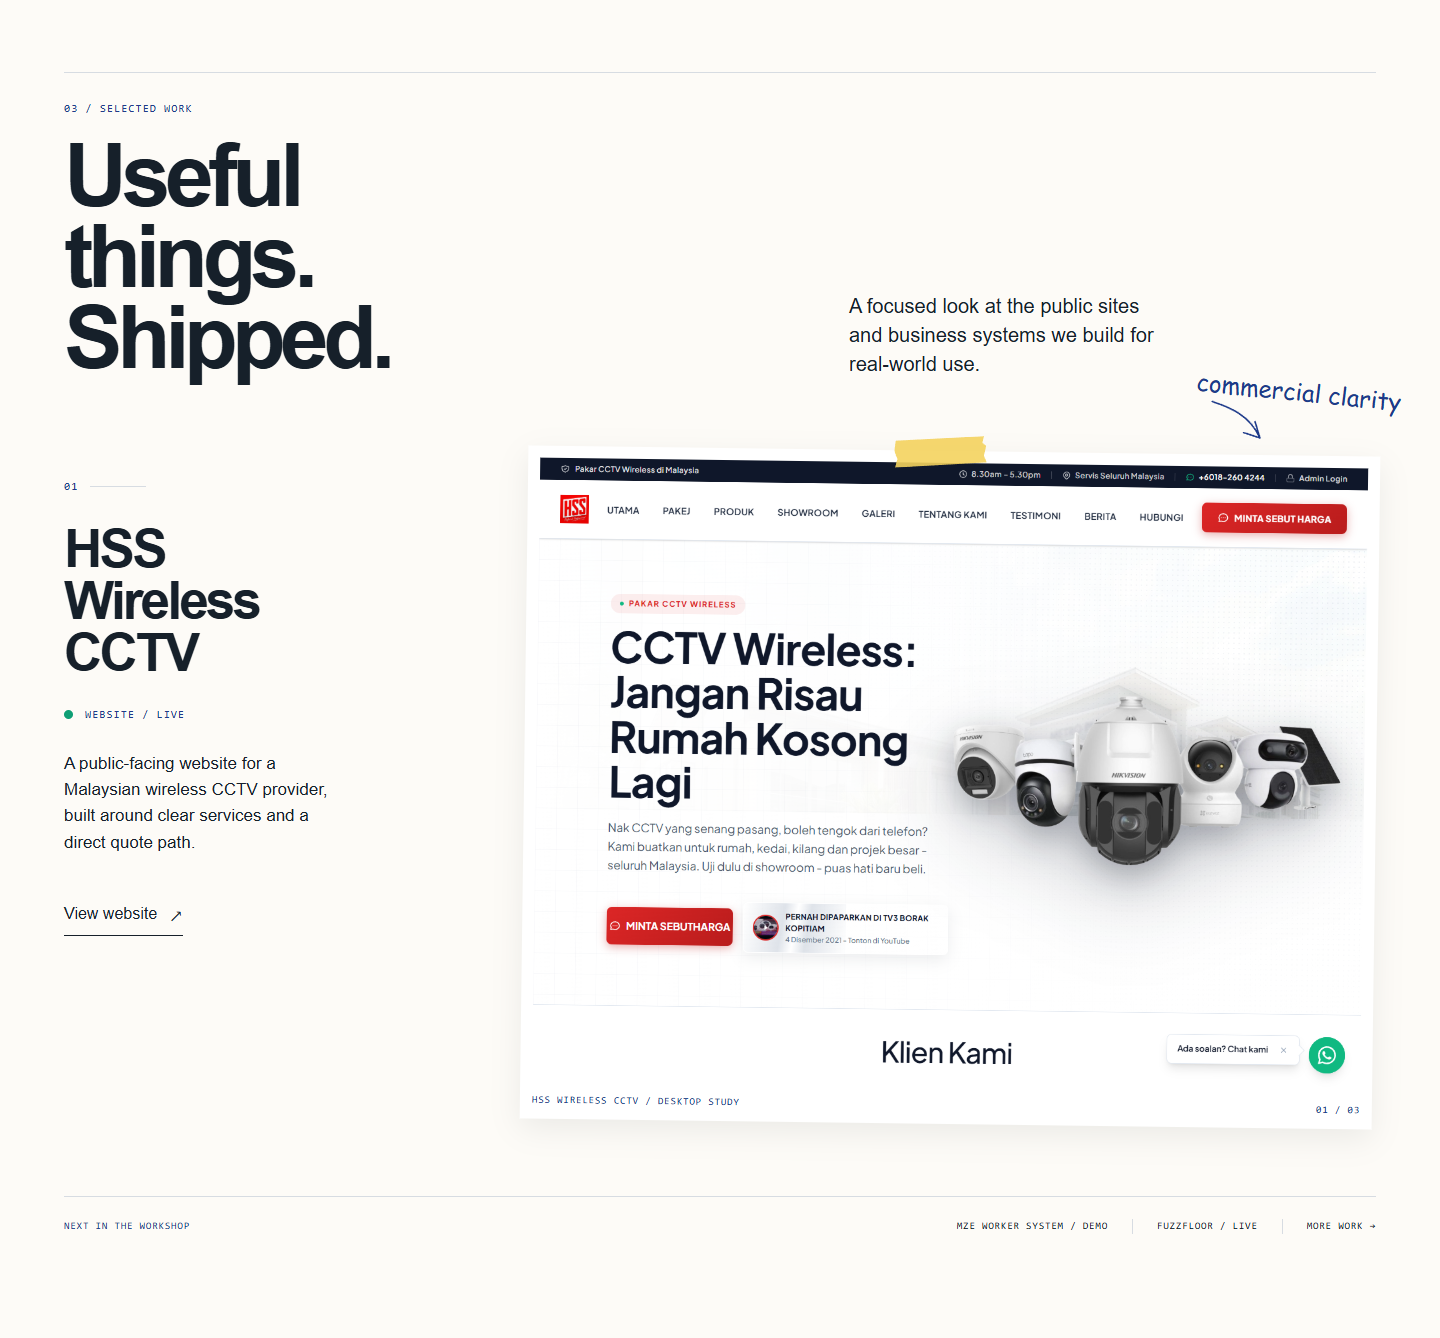 03 / SELECTED WORK
Useful
things.
Shipped.
A focused look at the public sites
and business systems we build for
real-world use.
commercial clarity
01
HSS
Wireless
CCTV
WEBSITE / LIVE
A public-facing website for a
Malaysian wireless CCTV provider,
built around clear services and a
direct quote path.
View website ↗
Pakar CCTV Wireless di Malaysia
8.30am - 5.30pm
Servis Seluruh Malaysia
+6018-260 4244
Admin Login
HSS
UTAMA
PAKEJ
PRODUK
SHOWROOM
GALERI
TENTANG KAMI
TESTIMONI
BERITA
HUBUNGI
MINTA SEBUT HARGA
PAKAR CCTV WIRELESS
CCTV Wireless:
Jangan Risau
Rumah Kosong
Lagi
Nak CCTV yang senang pasang, boleh tengok dari telefon?
Kami buatkan untuk rumah, kedai, kilang dan projek besar -
seluruh Malaysia. Uji dulu di showroom - puas hati baru beli.
MINTA SEBUTHARGA
PERNAH DIPAPARKAN DI TV3 BORAK
KOPITIAM
4 Disember 2021 - Tonton di YouTube
HIKVISION
HIKVISION
Klien Kami
Ada soalan? Chat kami ×
HSS WIRELESS CCTV / DESKTOP STUDY
01 / 03
NEXT IN THE WORKSHOP
MZE WORKER SYSTEM / DEMO
FUZZFLOOR / LIVE
MORE WORK →